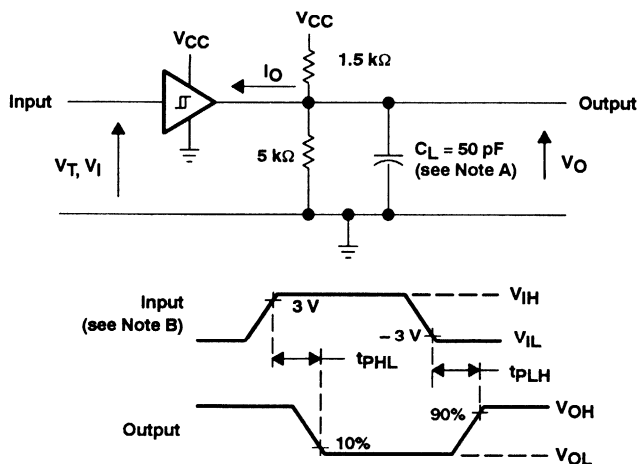 VCC
VCC
1.5 kΩ
IO
Input
Output
VT, VI
5 kΩ
CL = 50 pF
(see Note A)
VO
Input
(see Note B)
3 V
VIH
– 3 V
VIL
tPHL
tPLH
Output
10%
90%
VOH
VOL